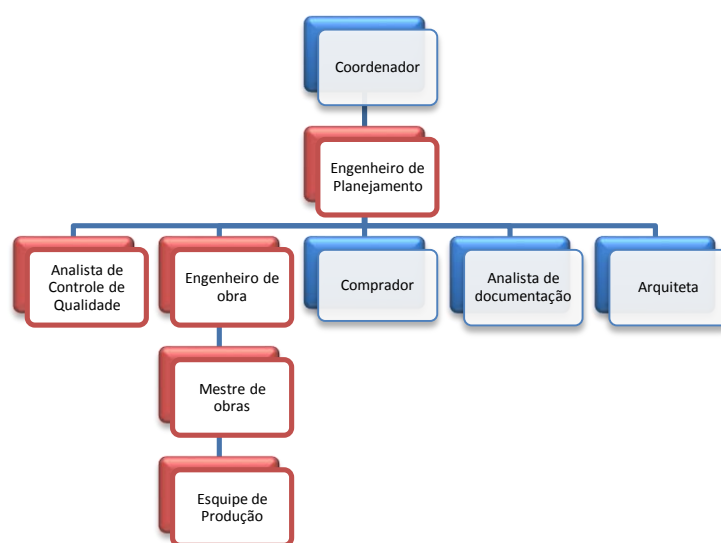 Coordenador
Engenheiro de
Planejamento
Analista de
Controle de
Qualidade
Engenheiro de
obra
Comprador
Analista de
documentação
Arquiteta
Mestre de
obras
Esquipe de
Produção